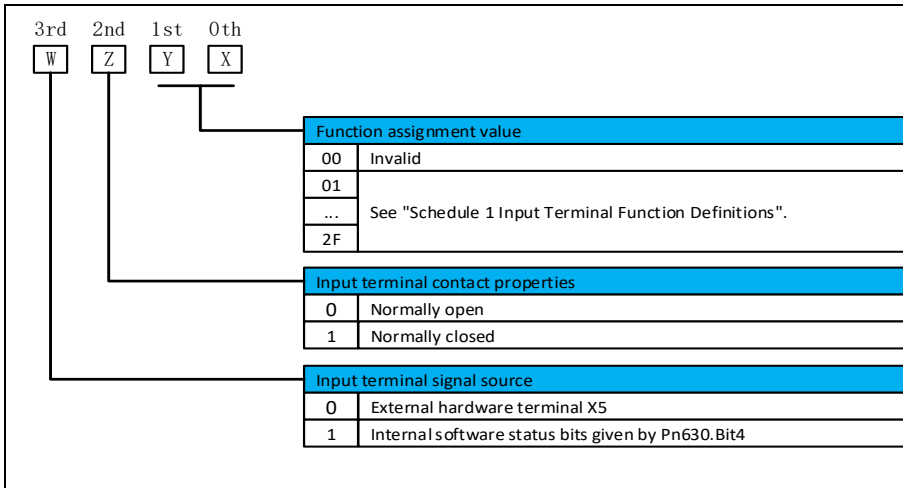 3rd 2nd 1st 0th
W Z Y X
Function assignment value
00 Invalid
01
... See "Schedule 1 Input Terminal Function Definitions".
2F
Input terminal contact properties
0 Normally open
1 Normally closed
Input terminal signal source
0 External hardware terminal X5
1 Internal software status bits given by Pn630.Bit4